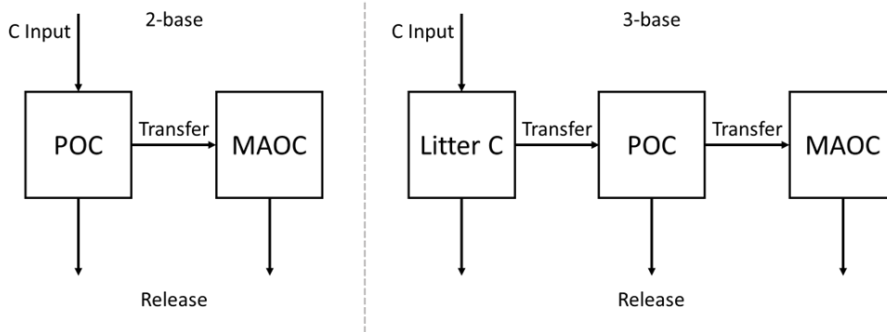 2-base
C Input
POC
Transfer
MAOC
Release
3-base
C Input
Litter C
Transfer
POC
Transfer
MAOC
Release